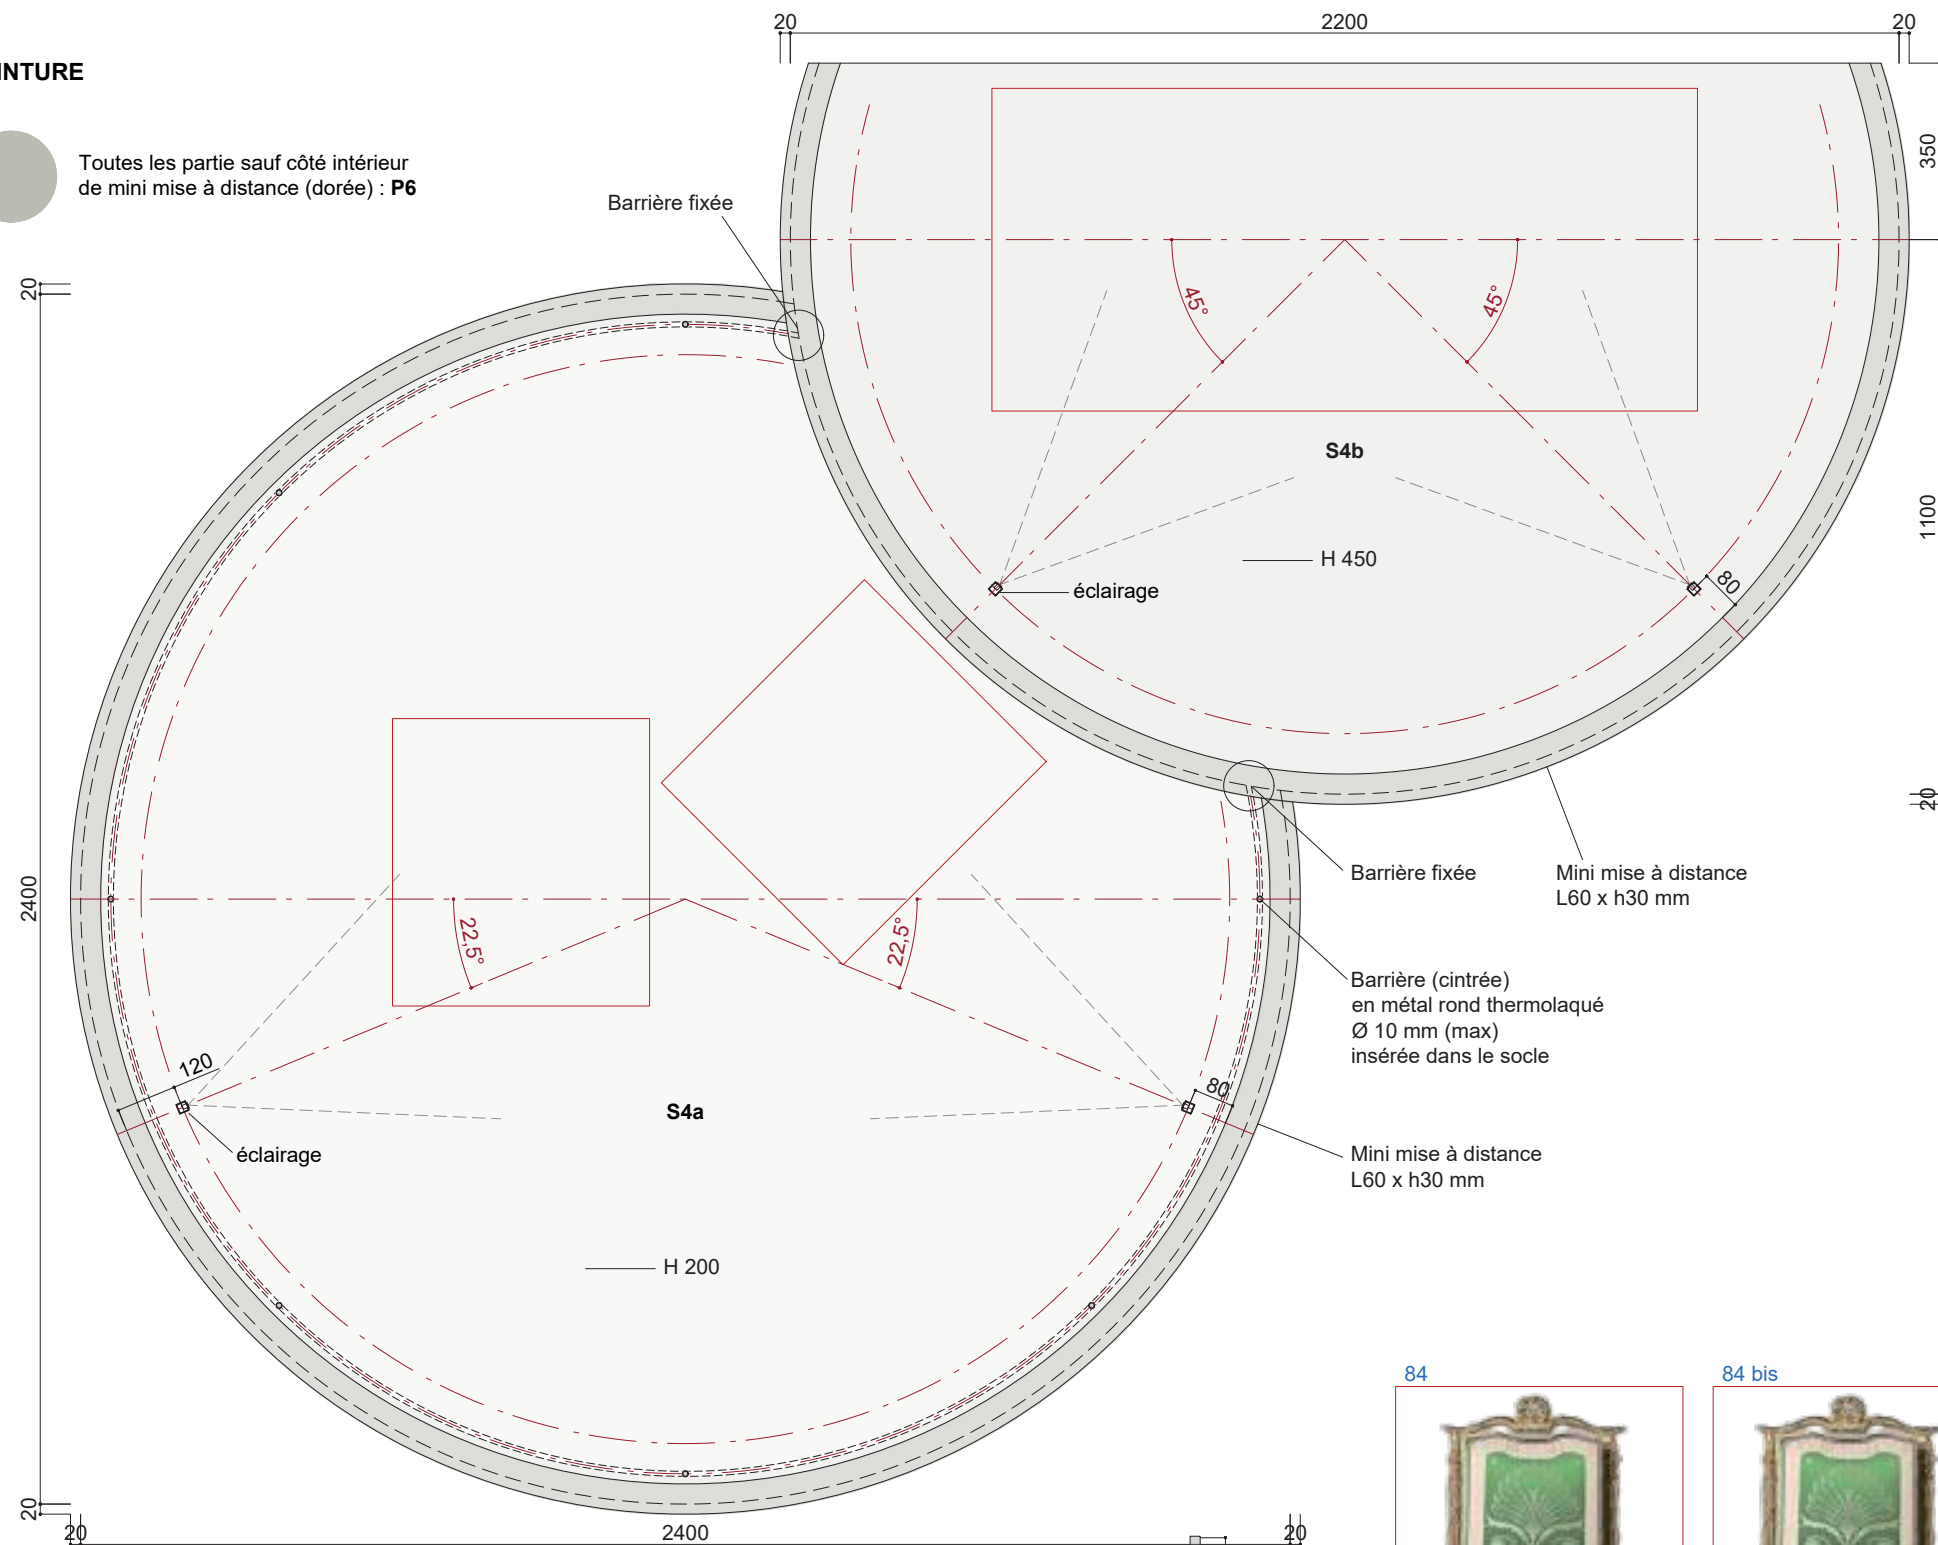 20
2200
20
INTURE
Toutes les partie sauf côté intérieur
de mini mise à distance (dorée) : P6
Barrière fixée
350
20
45°
45°
S4b
H 450
1100
éclairage
80
20
2400
Barrière fixée
Mini mise à distance
L60 x h30 mm
22,5°
22,5°
Barrière (cintrée)
en métal rond thermolaqué
Ø 10 mm (max)
insérée dans le socle
120
80
S4a
éclairage
Mini mise à distance
L60 x h30 mm
H 200
84
84 bis
20
20
2400
20